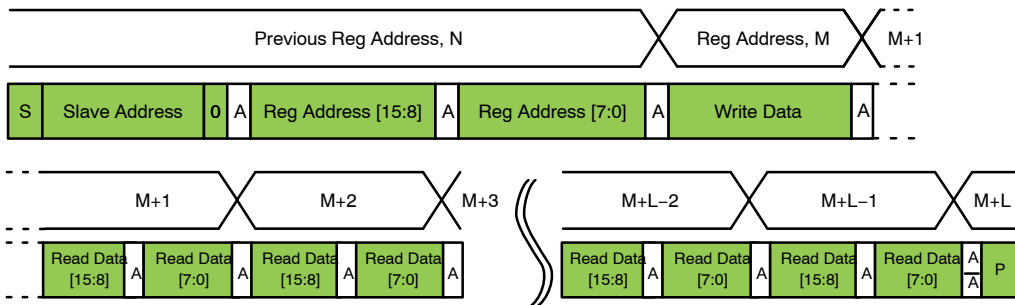 Previous Reg Address, N Reg Address, M M+1
S Slave Address 0 A Reg Address [15:8] A Reg Address [7:0] A Write Data A
M+1 M+2 M+3 M+L−2 M+L−1 M+L
Read Data [15:8] A Read Data [7:0] A Read Data [15:8] A Read Data [7:0] A Read Data [15:8] A Read Data [7:0] A Read Data [15:8] A Read Data [7:0] A A P